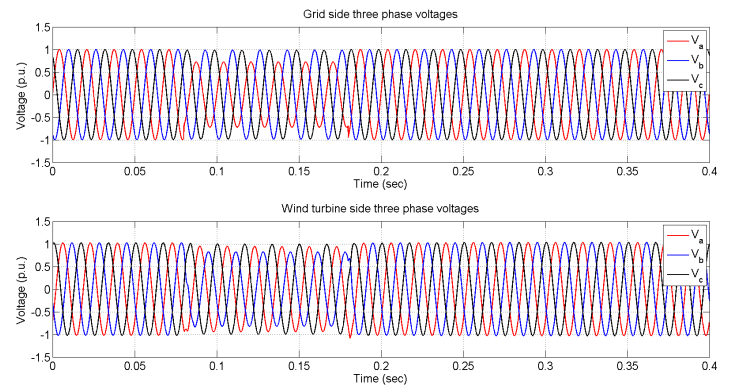 Grid side three phase voltages
1.5
1
0.5
0
-0.5
-1
-1.5
Voltage (p.u.)
Va
Vb
Vc
0 0.05 0.1 0.15 0.2 0.25 0.3 0.35 0.4
Time (sec)
Wind turbine side three phase voltages
1.5
1
0.5
0
-0.5
-1
-1.5
Voltage (p.u.)
Va
Vb
Vc
0 0.05 0.1 0.15 0.2 0.25 0.3 0.35 0.4
Time (sec)